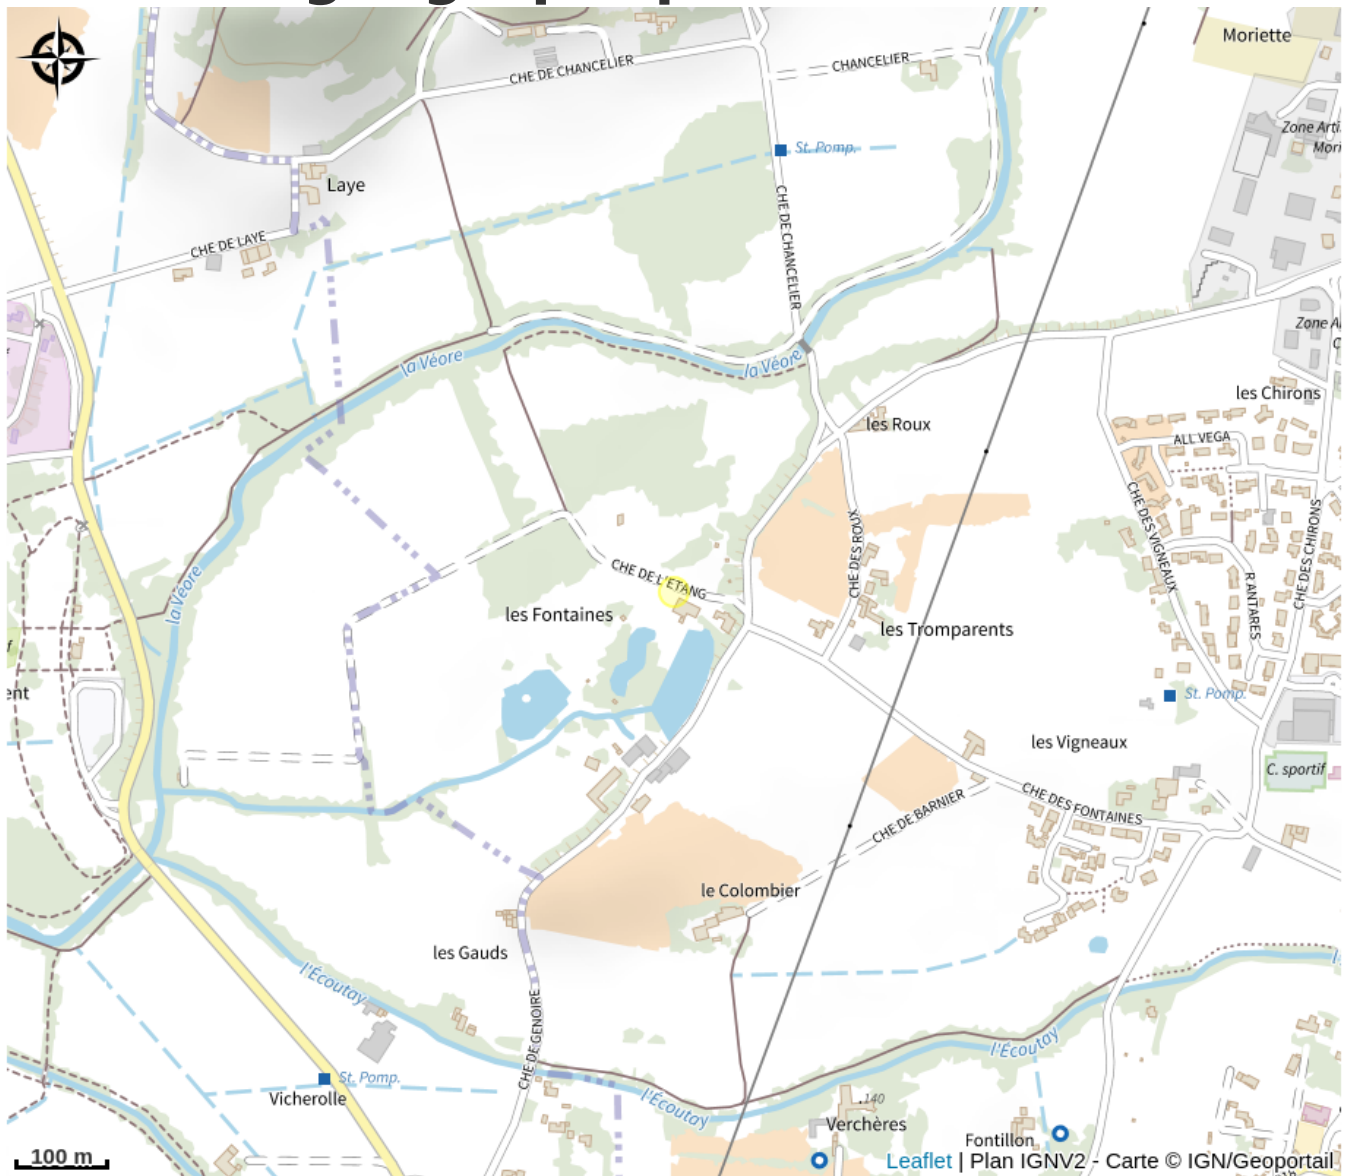 Moriette
CHE DE CHANCELIER
CHANCELIER
Zone Arti
Mori
St. Pomp.
Laye
CHE DE CHANCELIER
CHE DE LAYE
Zone A
C
la Véore
la Véore
les Chirons
les Roux
ALL VEGA
CHE DES VIGNEAUX
CHE DES CHIRONS
CHE DES ROUX
CHE DE L'ETANG
R ANTARES
la Véore
les Fontaines
les Tromparents
f
ent
St. Pomp.
les Vigneaux
C. sportif
CHE DES FONTAINES
CHE DE BARNIER
le Colombier
les Gauds
l'Écoutay
l'
CHE DE GENOIRE
l'Écoutay
St. Pomp.
Vicherolle
l'Écoutay
.140
Verchères
Fontillon
100 m
Leaflet | Plan IGNV2 - Carte © IGN/Geoportail